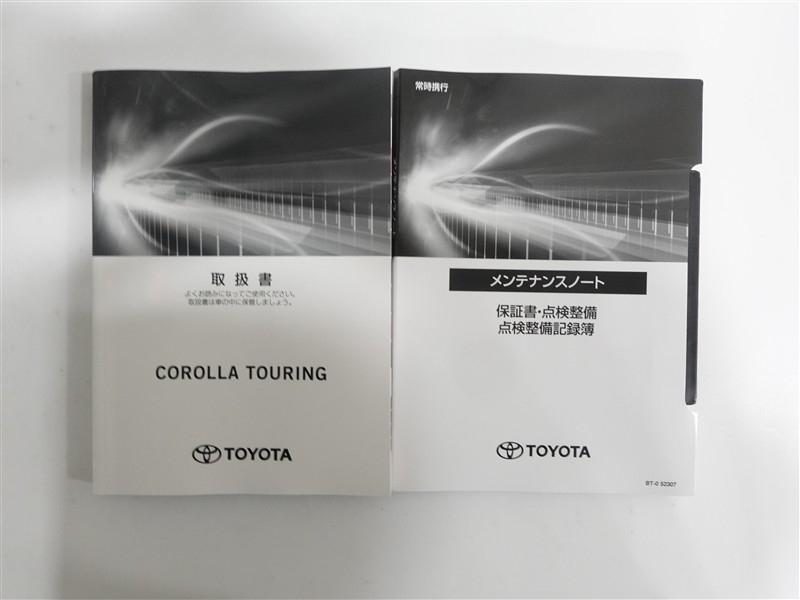 取扱書
よくお読みになってご使用ください。
取扱書は車の中に保管しましょう。
COROLLA TOURING
TOYOTA
常時携行
メンテナンスノート
保証書・点検整備
点検整備記録簿
TOYOTA
BT-0 52307